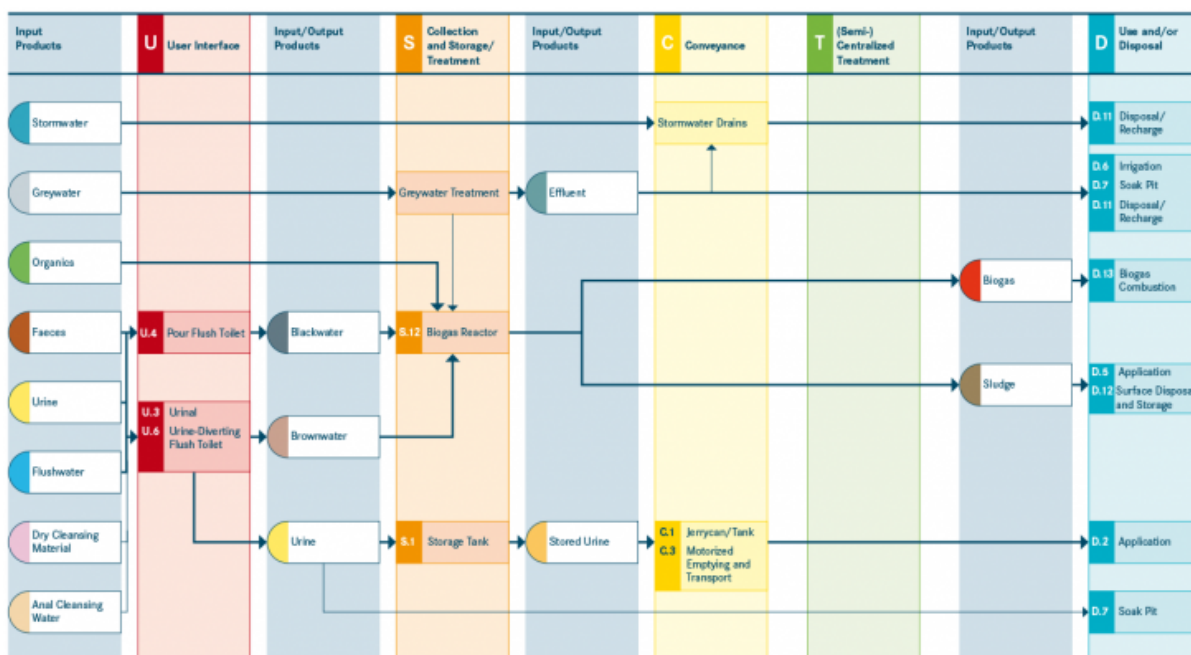 Input
Products
U User Interface
Input/Output
Products
S Collection
and Storage/
Treatment
Input/Output
Products
C Conveyance
T (Semi-)
Centralized
Treatment
Input/Output
Products
D Use and/or
Disposal
Stormwater
Stormwater Drains
D.11 Disposal/
Recharge
Greywater
Greywater Treatment
Effluent
D.6 Irrigation
D.7 Soak Pit
D.11 Disposal/
Recharge
Organics
Biogas
D.13 Biogas
Combustion
Faeces
U.4 Pour Flush Toilet
Blackwater
S.12 Biogas Reactor
Sludge
D.5 Application
D.12 Surface Disposa
and Storage
Urine
U.3 Urinal
U.6 Urine-Diverting
Flush Toilet
Brownwater
Flushwater
Dry Cleansing
Material
Urine
S.1 Storage Tank
Stored Urine
C.1 Jerrycan/Tank
C.3 Motorized
Emptying and
Transport
D.2 Application
Anal Cleansing
Water
D.7 Soak Pit